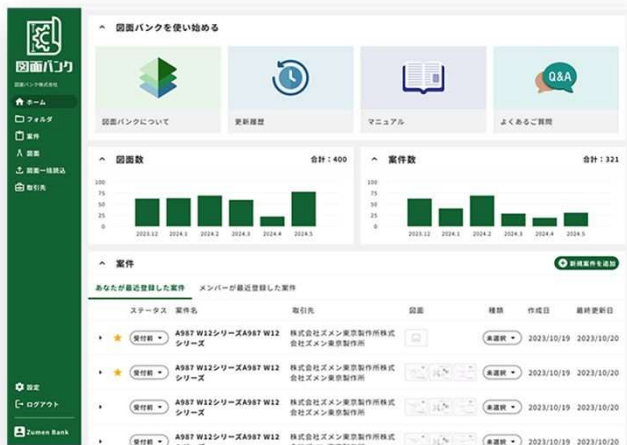 図面バンク
図面バンク株式会社
ホーム
フォルダ
案件
図面
図面一括読込
取引先
設定
ログアウト
Zumen Bank
図面バンクを使い始める
図面バンクについて
更新履歴
マニュアル
Q&A
よくあるご質問
図面数
合計:400
100
75
50
25
0
2023.12 2024.1 2024.2 2024.3 2024.4 2024.5
案件数
合計:321
100
75
50
25
0
2023.12 2024.1 2024.2 2024.3 2024.4 2024.5
案件
新規案件を追加
あなたが最近登録した案件 メンバーが最近登録した案件
ステータス 案件名 取引先 図面 種類 作成日 最終更新日
受付前 A987 W12シリーズA987 W12 株式会社ズメン東京製作所株式 未選択 2023/10/19 2023/10/20
シリーズ 会社ズメン東京製作所
受付前 A987 W12シリーズA987 W12 株式会社ズメン東京製作所株式 未選択 2023/10/19 2023/10/20
シリーズ 会社ズメン東京製作所
受付前 A987 W12シリーズA987 W12 株式会社ズメン東京製作所株式 未選択 2023/10/19 2023/10/20
シリーズ 会社ズメン東京製作所
受付前 A987 W12シリーズA987 W12 株式会社ズメン東京製作所株式 未選択 2023/10/19 2023/10/20